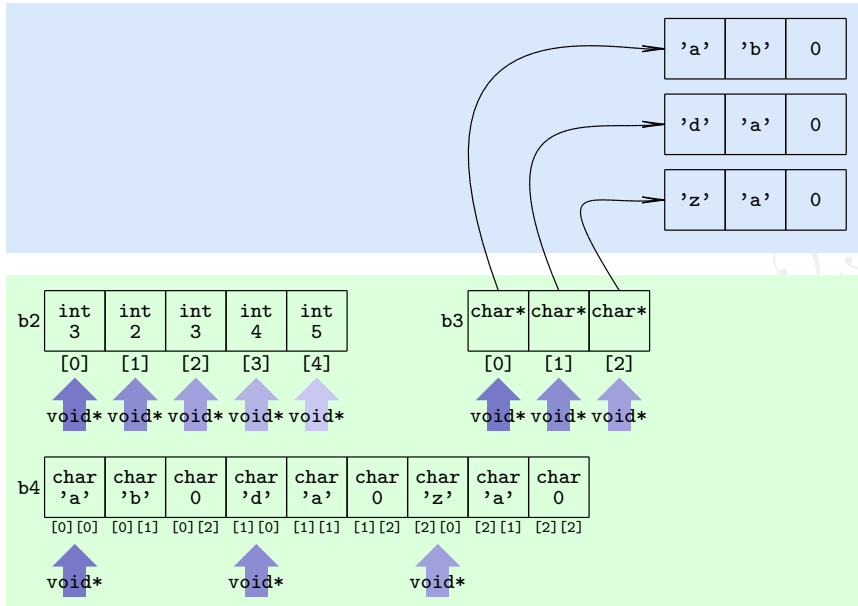 ’a’ ’b’ 0
’d’ ’a’ 0
’z’ ’a’ 0
b2 int int int int int
3 2 3 4 5
[0] [1] [2] [3] [4]
void* void* void* void* void*
b3 char* char* char*
[0] [1] [2]
void* void* void*
b4 char char char char char char char char char
’a’ ’b’ 0 ’d’ ’a’ 0 ’z’ ’a’ 0
[0][0] [0][1] [0][2] [1][0] [1][1] [1][2] [2][0] [2][1] [2][2]
void* void* void*